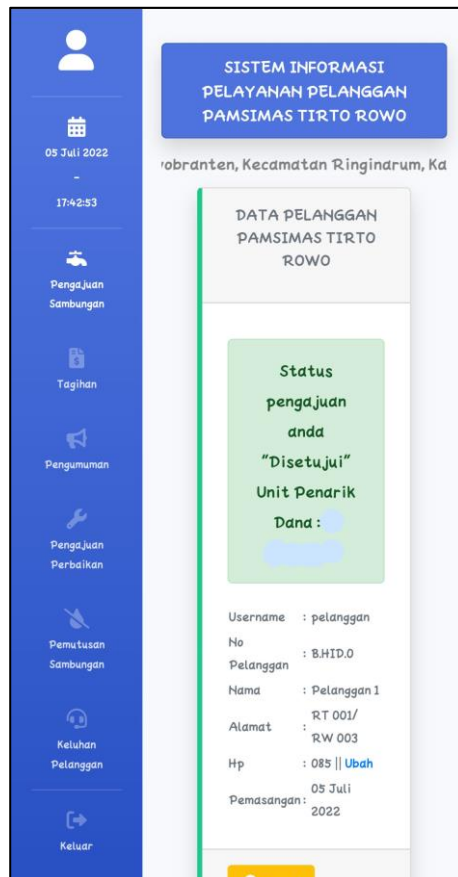 05 Juli 2022
-
17:42:53
Pengajuan
Sambungan
Tagihan
Pengumuman
Pengajuan
Perbaikan
Pemutusan
Sambungan
Keluhan
Pelanggan
Keluar
SISTEM INFORMASI
PELAYANAN PELANGGAN
PAMSIMAS TIRTO ROWO
robranten, Kecamatan Ringinarum, Ka
DATA PELANGGAN
PAMSIMAS TIRTO
ROWO
Status
pengajuan
anda
"Disetujui"
Unit Penarik
Dana :
Username : pelanggan
No
Pelanggan : B.HID.0
Nama : Pelanggan 1
Alamat : RT 001/
RW 003
Hp : 085 || Ubah
Pemasangan : 05 Juli
2022